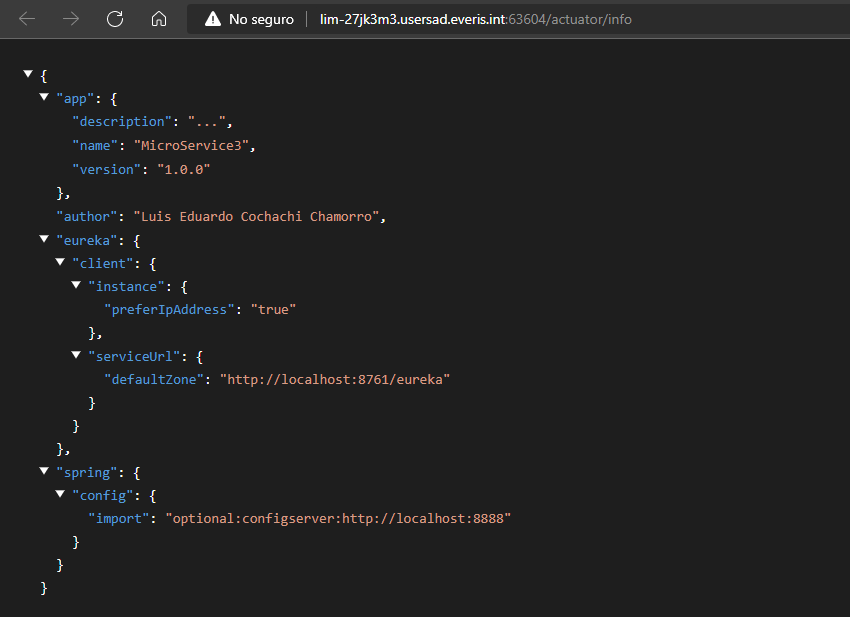 No seguro lim-27jk3m3.usersad.everis.int:63604/actuator/info
{
"app": {
"description": "...",
"name": "MicroService3",
"version": "1.0.0"
},
"author": "Luis Eduardo Cochachi Chamorro",
"eureka": {
"client": {
"instance": {
"preferIpAddress": "true"
},
"serviceUrl": {
"defaultZone": "http://localhost:8761/eureka"
}
}
},
"spring": {
"config": {
"import": "optional:configserver:http://localhost:8888"
}
}
}